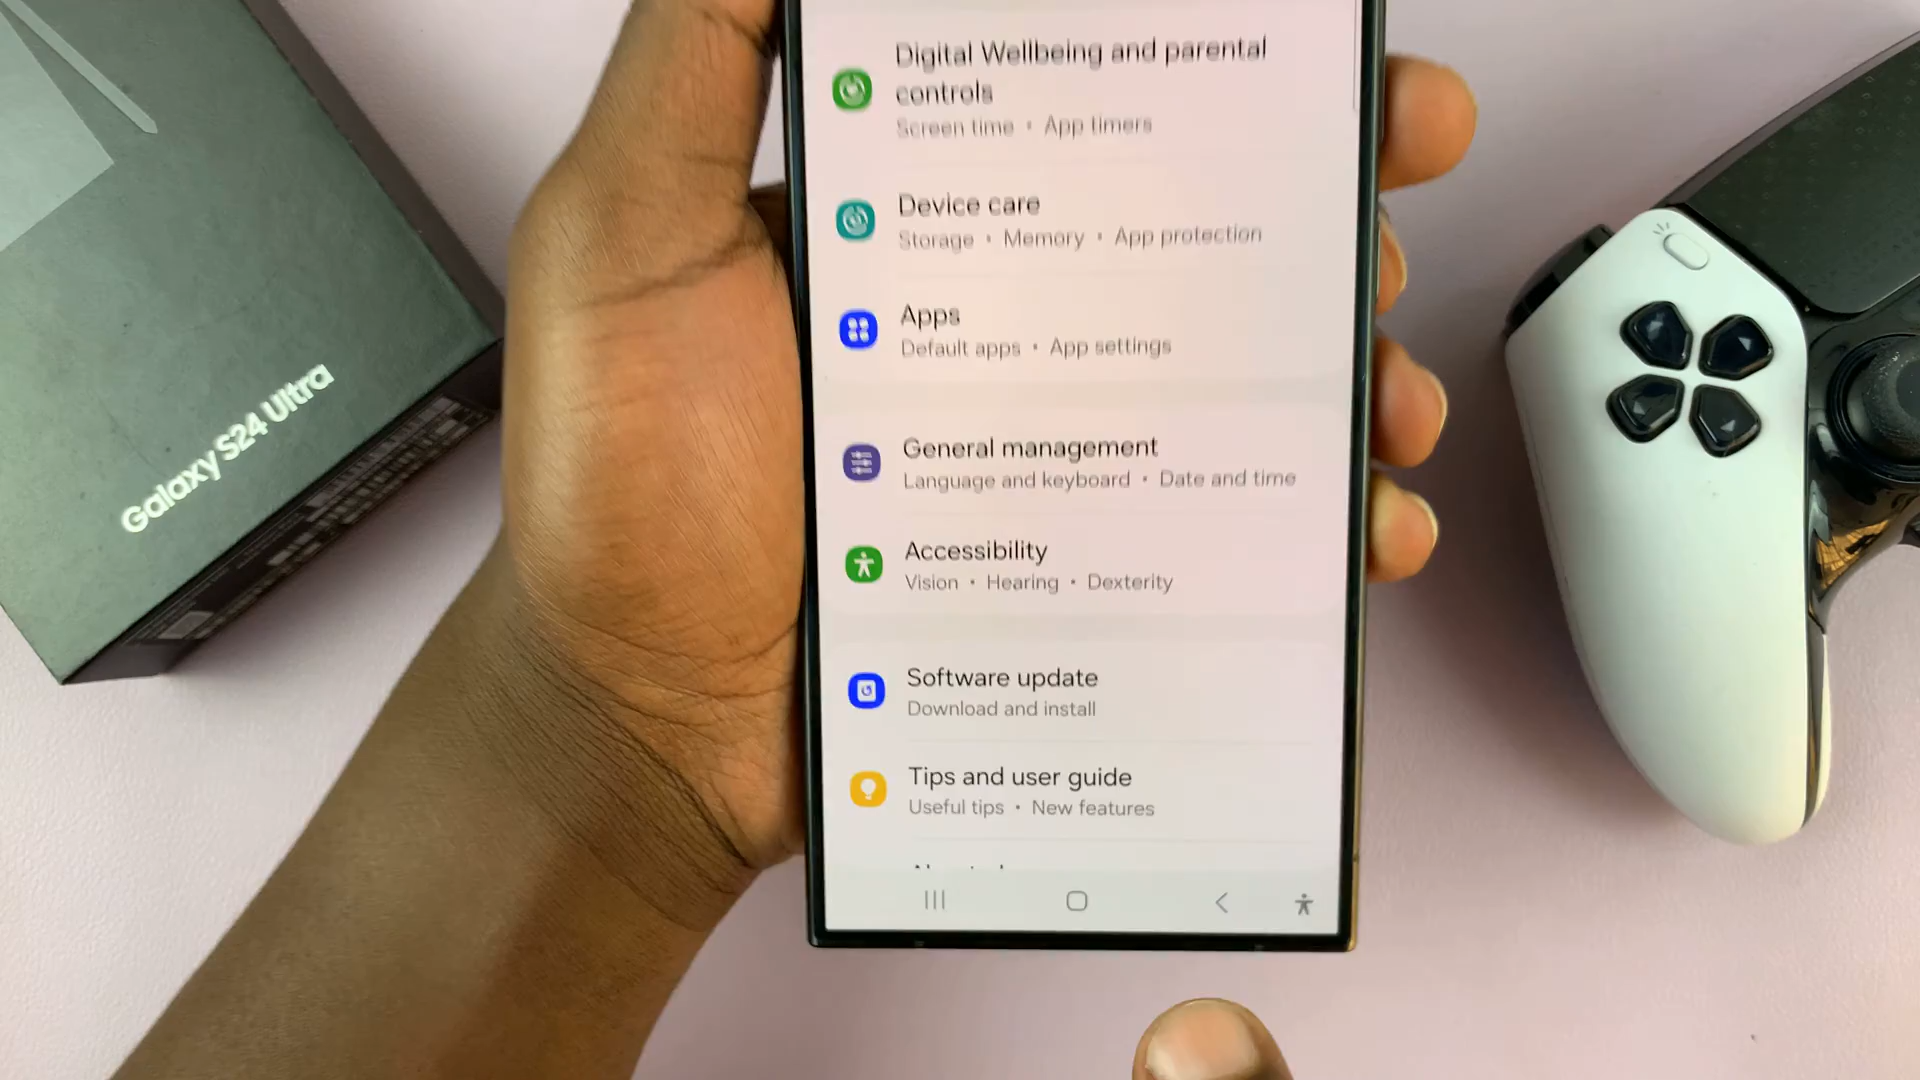 Galaxy S24 Ultra
Digital Wellbeing and parental
controls
Screen time • App timers
Device care
Storage • Memory • App protection
Apps
Default apps • App settings
General management
Language and keyboard • Date and time
Accessibility
Vision • Hearing • Dexterity
Software update
Download and install
Tips and user guide
Useful tips • New features